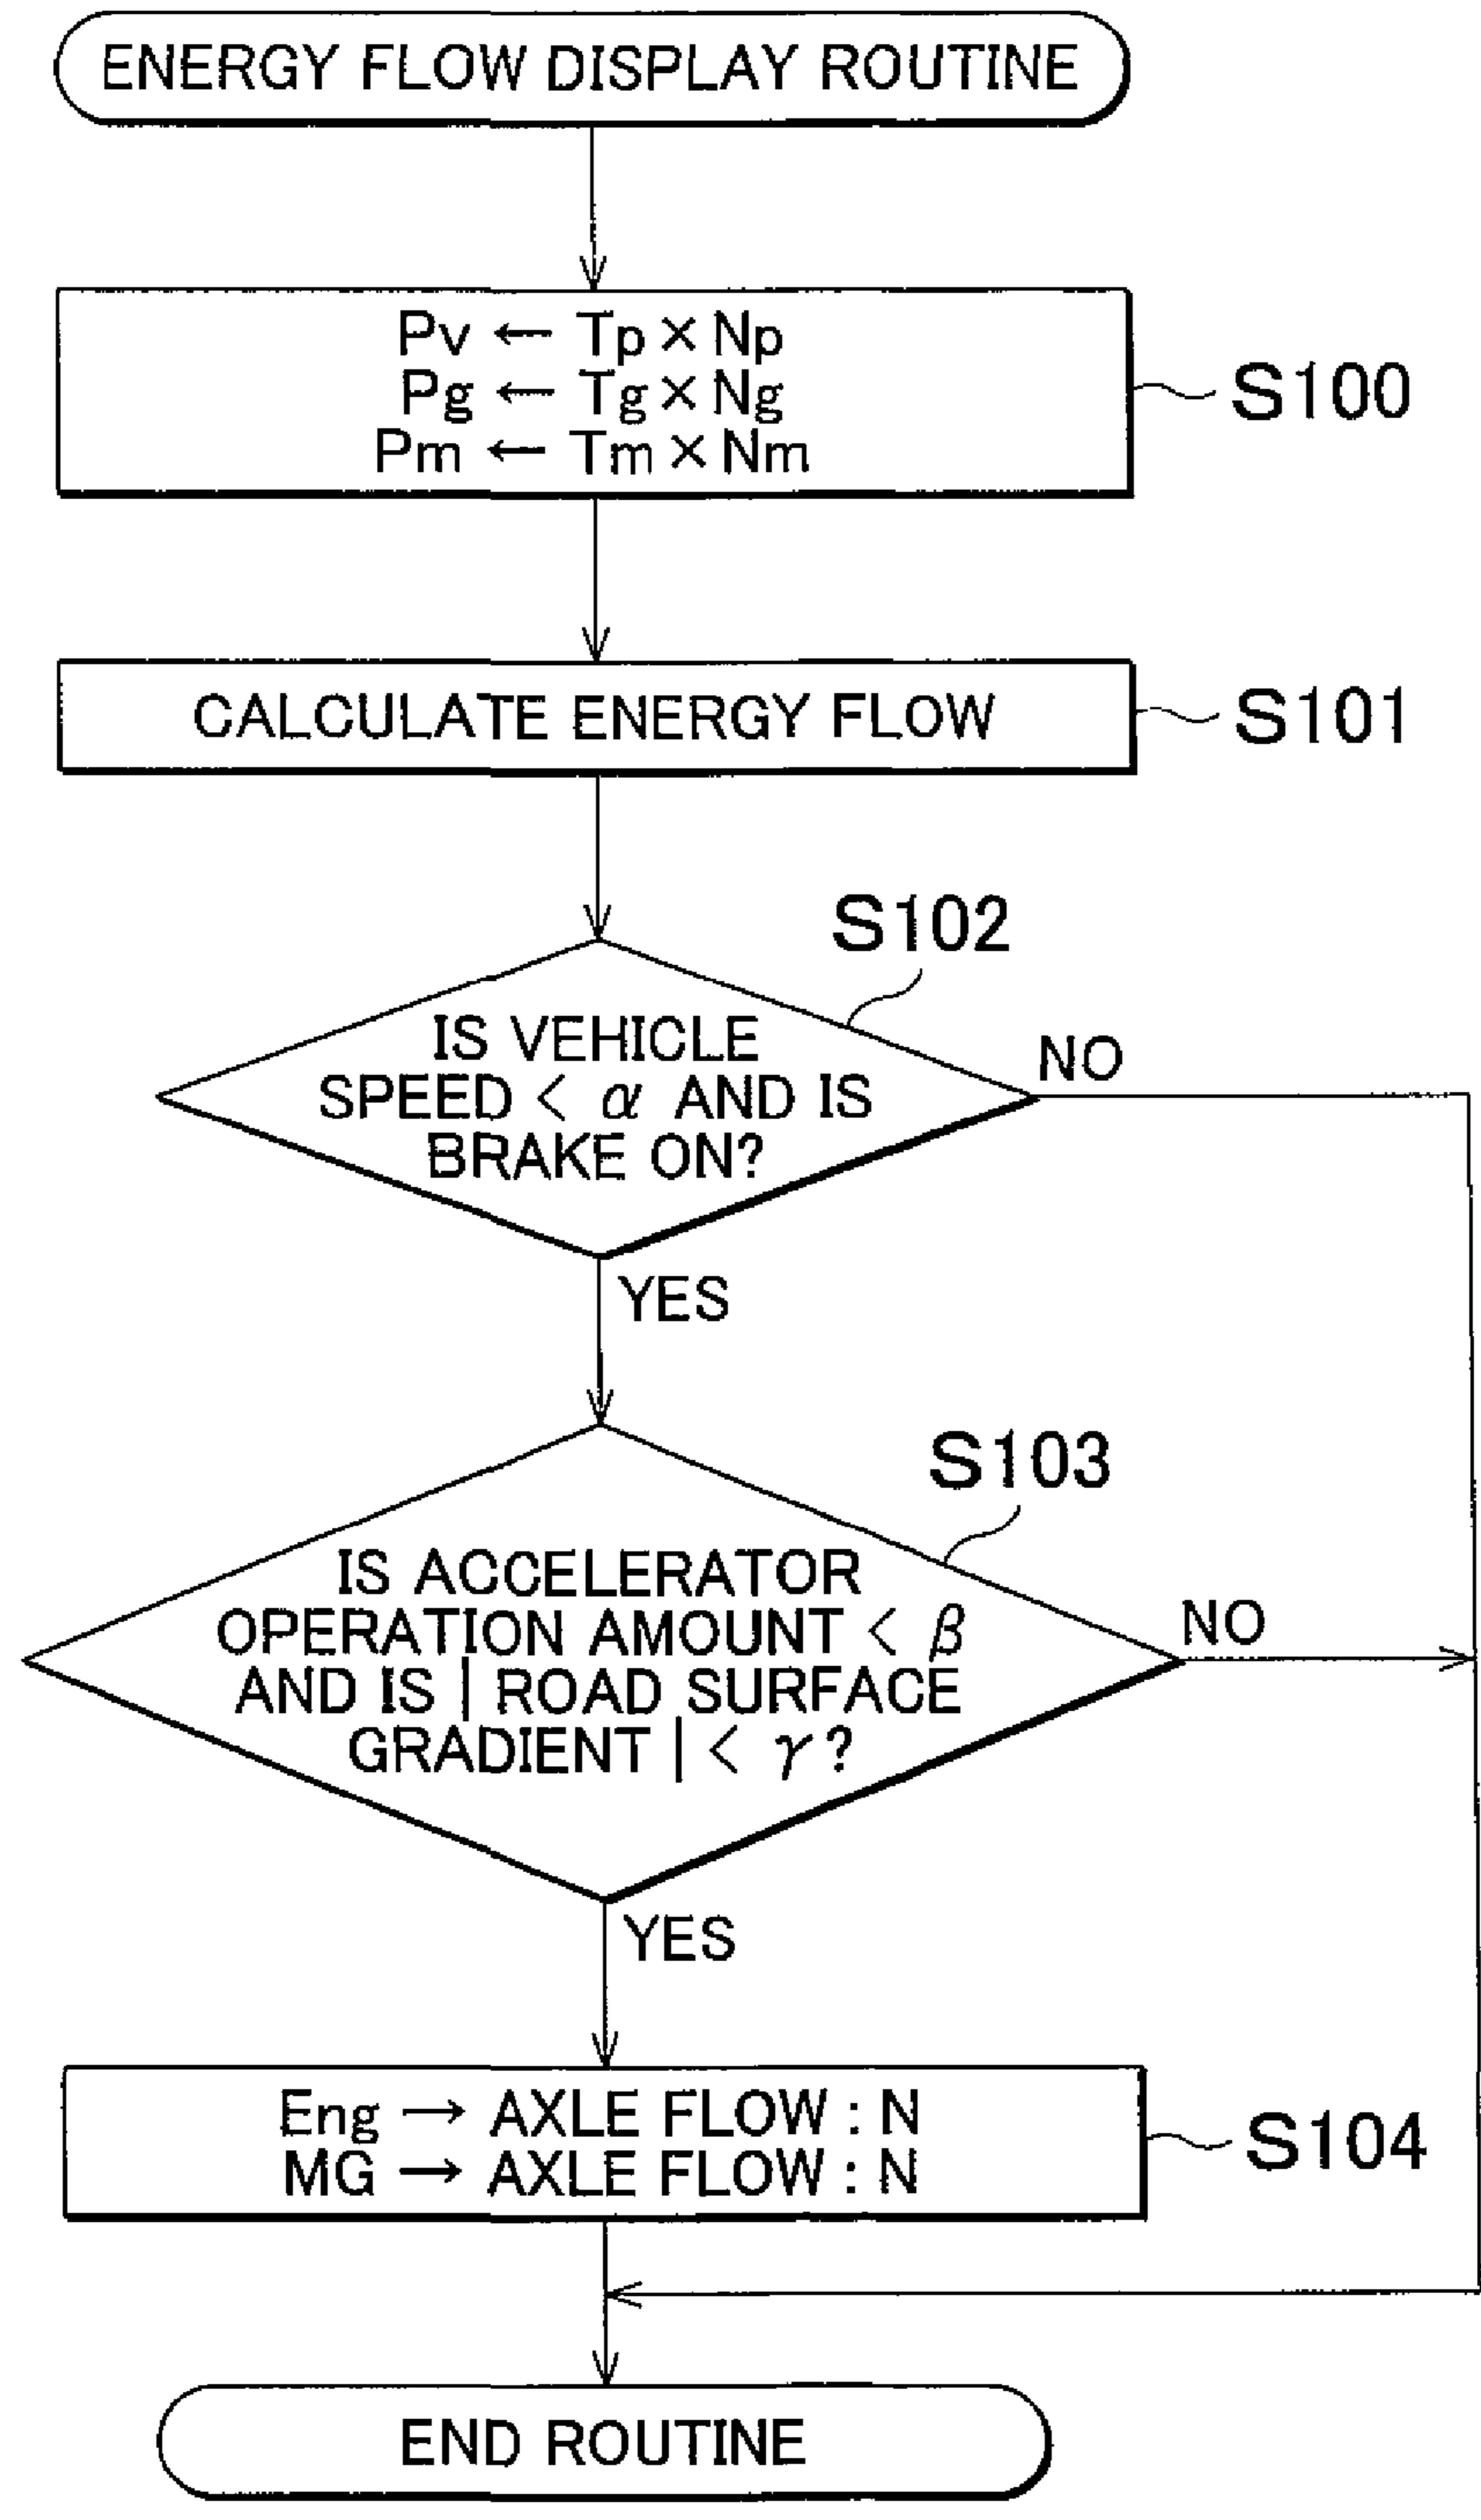 ENERGY FLOW DISPLAY ROUTINE
Pv ← Tp × Np
Pg ← Tg × Ng
Pm ← Tm × Nm
S100
CALCULATE ENERGY FLOW
S101
S102
IS VEHICLE
SPEED < α AND IS
BRAKE ON?
NO
YES
S103
IS ACCELERATOR
OPERATION AMOUNT < β
AND IS | ROAD SURFACE
GRADIENT | < γ?
NO
YES
Eng → AXLE FLOW : N
MG → AXLE FLOW : N
S104
END ROUTINE